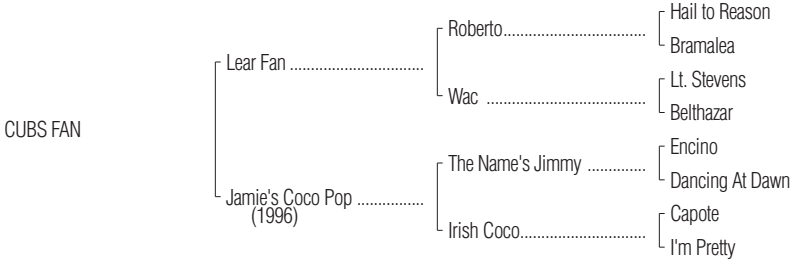 Hail to Reason
Roberto..................................
Bramalea
Lear Fan ................................
Lt. Stevens
Wac ......................................
Belthazar
CUBS FAN
Encino
The Name's Jimmy ..............
Dancing At Dawn
Jamie's Coco Pop ................
(1996)
Capote
Irish Coco..............................
I'm Pretty